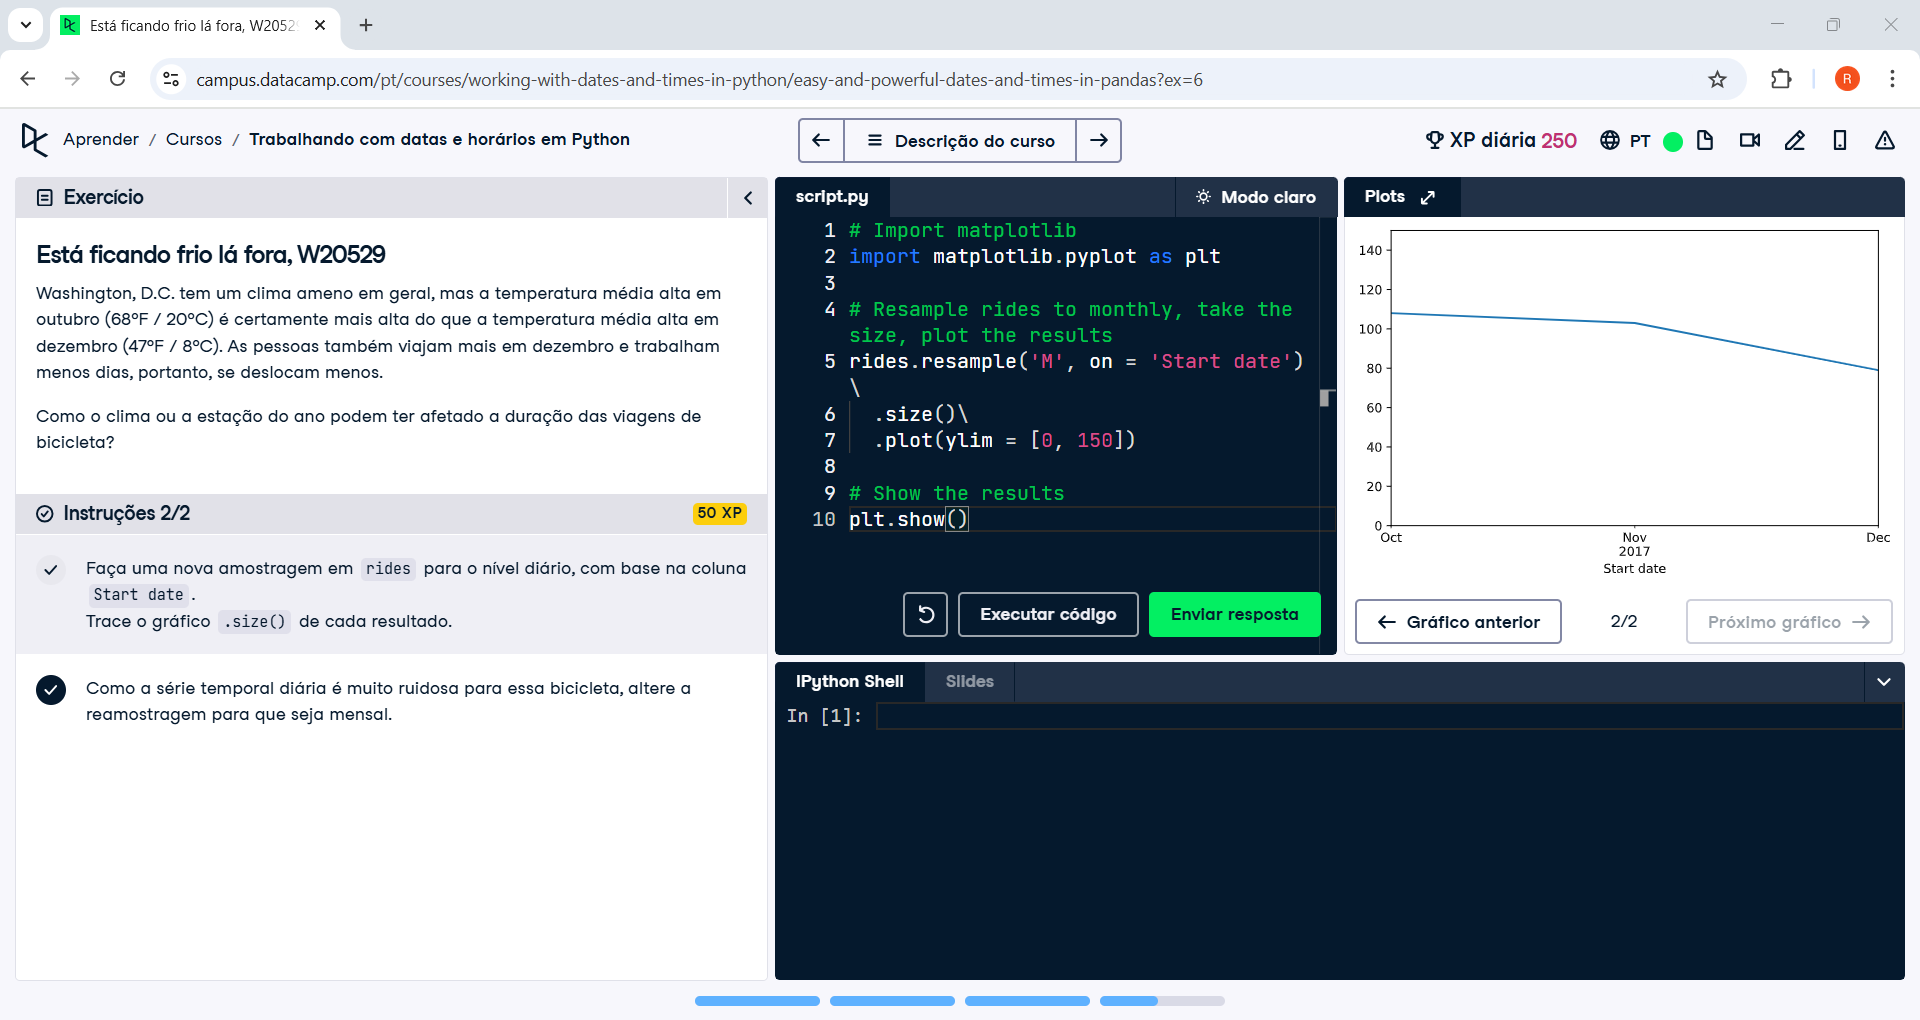 Está ficando frio lá fora, W20529
campus.datacamp.com/pt/courses/working-with-dates-and-times-in-python/easy-and-powerful-dates-and-times-in-pandas?ex=6
R
Aprender / Cursos / Trabalhando com datas e horários em Python
Descrição do curso
XP diária 250
PT
Exercício
Está ficando frio lá fora, W20529
Washington, D.C. tem um clima ameno em geral, mas a temperatura média alta em
outubro (68°F / 20°C) é certamente mais alta do que a temperatura média alta em
dezembro (47°F / 8°C). As pessoas também viajam mais em dezembro e trabalham
menos dias, portanto, se deslocam menos.
Como o clima ou a estação do ano podem ter afetado a duração das viagens de
bicicleta?
Instruções 2/2
50 XP
Faça uma nova amostragem em rides para o nível diário, com base na coluna
Start date.
Trace o gráfico .size() de cada resultado.
Como a série temporal diária é muito ruidosa para essa bicicleta, altere a
reamostragem para que seja mensal.
script.py
Modo claro
1 # Import matplotlib
2 import matplotlib.pyplot as plt
3
4 # Resample rides to monthly, take the
size, plot the results
5 rides.resample('M', on = 'Start date')
\
6 .size()\
7 .plot(ylim = [0, 150])
8
9 # Show the results
10 plt.show()
Executar código
Enviar resposta
Plots
140
120
100
80
60
40
20
0
Oct
Nov
2017
Dec
Start date
Gráfico anterior
2/2
Próximo gráfico
IPython Shell
Slides
In [1]: